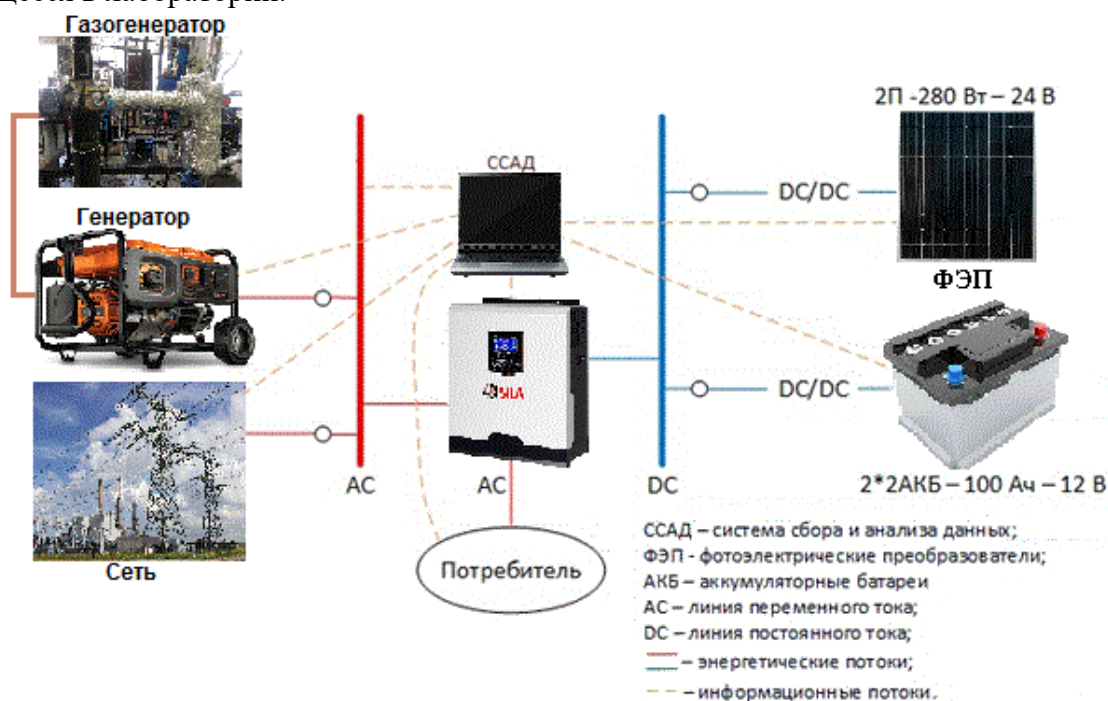 Газогенератор
2П -280 Вт – 24 В
ССАД
DC/DC
Генератор
ФЭП
DC/DC
AC
AC
DC
2*2АКБ – 100 Ач – 12 В
Сеть
Потребитель
ССАД – система сбора и анализа данных;
ФЭП - фотоэлектрические преобразователи;
АКБ – аккумуляторные батареи
AC – линия переменного тока;
DC – линия постоянного тока;
– энергетические потоки;
– информационные потоки.